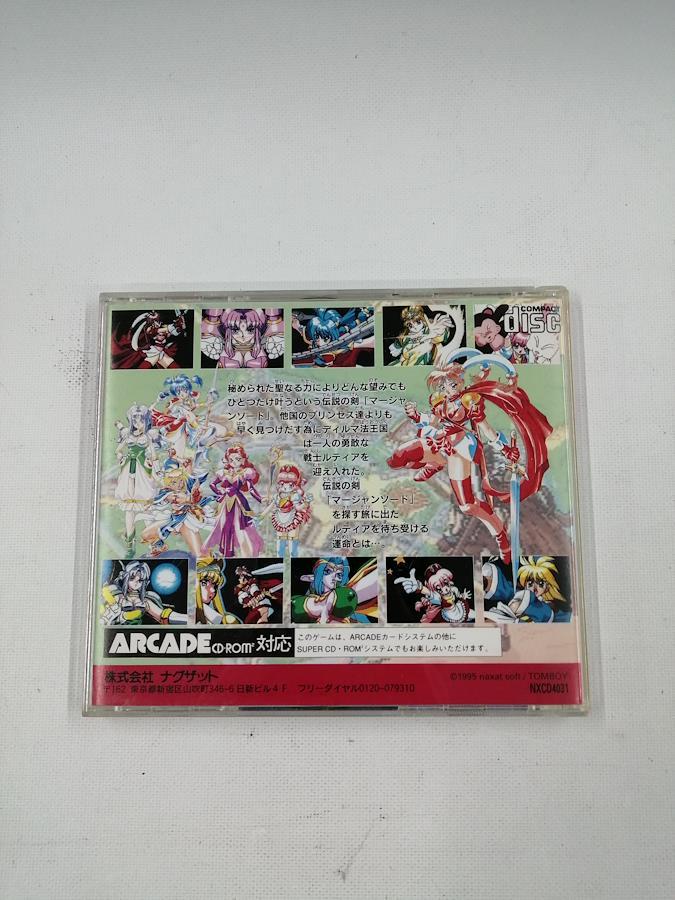 COMPACT
disc
秘められた聖なる力によりどんな望みでも
ひとつだけ叶うという伝説の剣「マージャ
ンソード」。他国のプリンセス達よりも
早く見つけだす為にティルマ法王国
は一人の勇敢な
戦士ルティアを
迎え入れた。
伝説の剣
「マージャンソード」
を探す旅に出た
ルティアを待ち受ける
運命とは…。
ARCADE CD-ROM²対応
このゲームは、ARCADEカードシステムの他に
SUPER CD・ROM²システムでもお楽しみいただけます。
株式会社 ナグザット
〒162 東京都新宿区山吹町346-6 日新ビル4F フリーダイヤル0120-079310
©1995 naxat soft / TOMBOY
NXCD4031